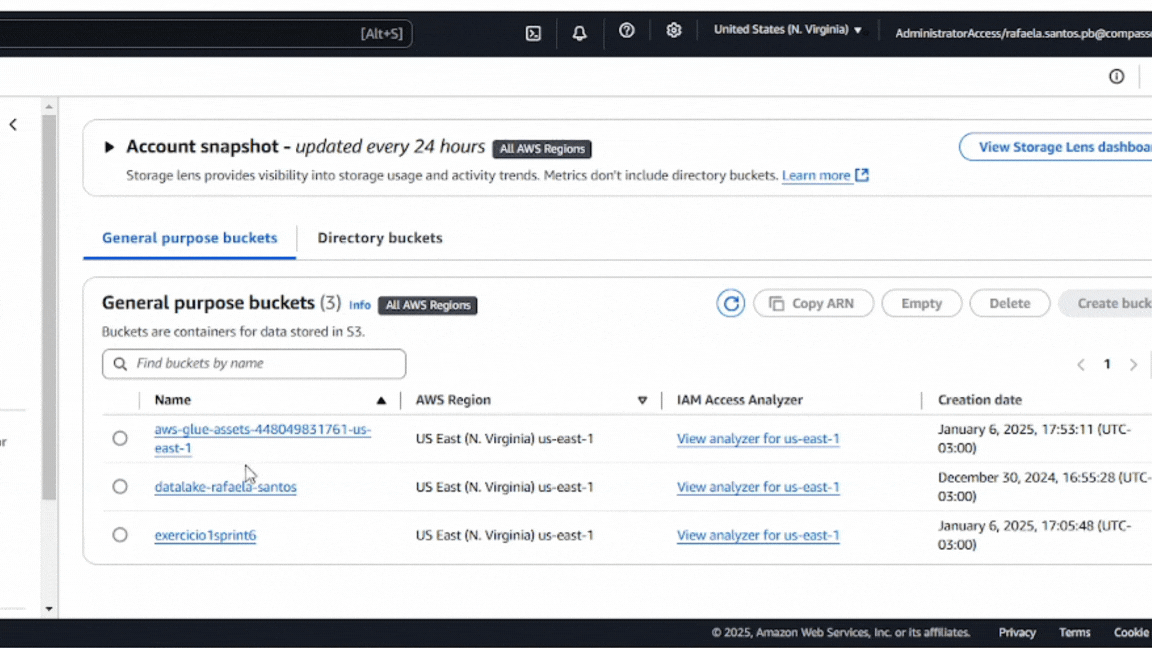 [Alt+S]
United States (N. Virginia) ▼
AdministratorAccess/rafaela.santos.pb@compass
Account snapshot - updated every 24 hours All AWS Regions
View Storage Lens dashboa
Storage lens provides visibility into storage usage and activity trends. Metrics don't include directory buckets. Learn more
General purpose buckets
Directory buckets
General purpose buckets (3) Info All AWS Regions
Copy ARN
Empty
Delete
Create buck
Buckets are containers for data stored in S3.
Find buckets by name
1
Name
AWS Region
IAM Access Analyzer
Creation date
aws-glue-assets-448049831761-us-
east-1
US East (N. Virginia) us-east-1
View analyzer for us-east-1
January 6, 2025, 17:53:11 (UTC-
03:00)
datalake-rafaela-santos
US East (N. Virginia) us-east-1
View analyzer for us-east-1
December 30, 2024, 16:55:28 (UTC-
03:00)
exercicio1sprint6
US East (N. Virginia) us-east-1
View analyzer for us-east-1
January 6, 2025, 17:05:48 (UTC-
03:00)
© 2025, Amazon Web Services, Inc. or its affiliates.
Privacy
Terms
Cookie